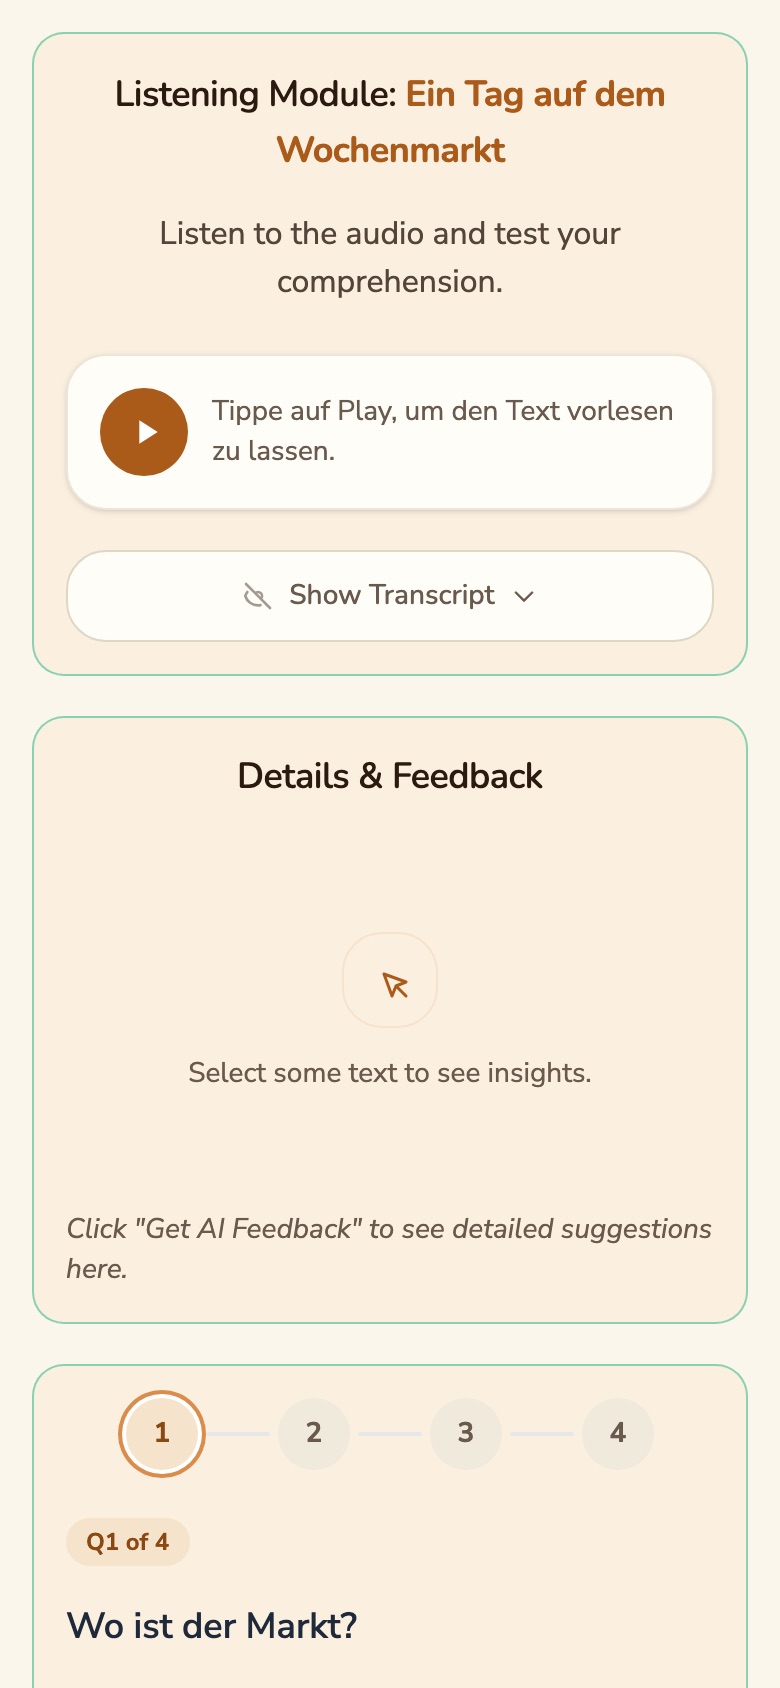 Listening Module: Ein Tag auf dem
Wochenmarkt
Listen to the audio and test your
comprehension.
Tippe auf Play, um den Text vorlesen
zu lassen.
Show Transcript
Details & Feedback
Select some text to see insights.
Click "Get AI Feedback" to see detailed suggestions
here.
1 2 3 4
Q1 of 4
Wo ist der Markt?